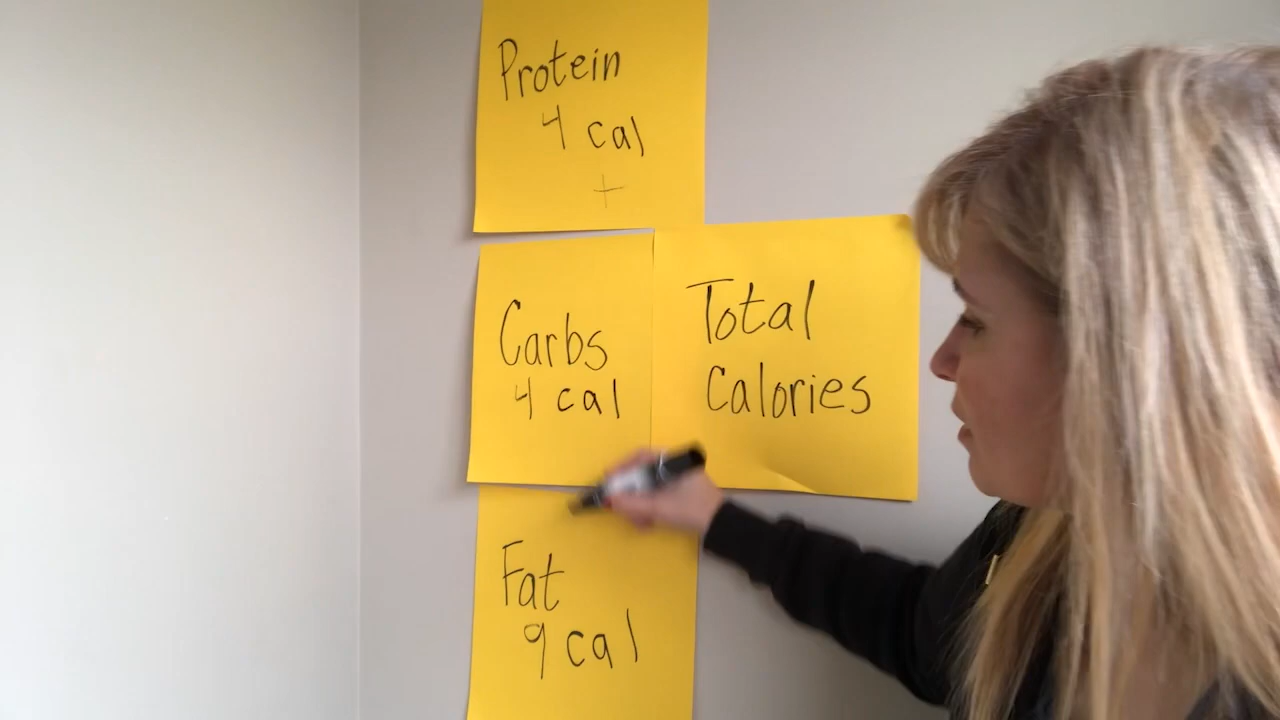 Protein
4 cal
+
Carbs
4 cal
Total
Calories
Fat
9 cal